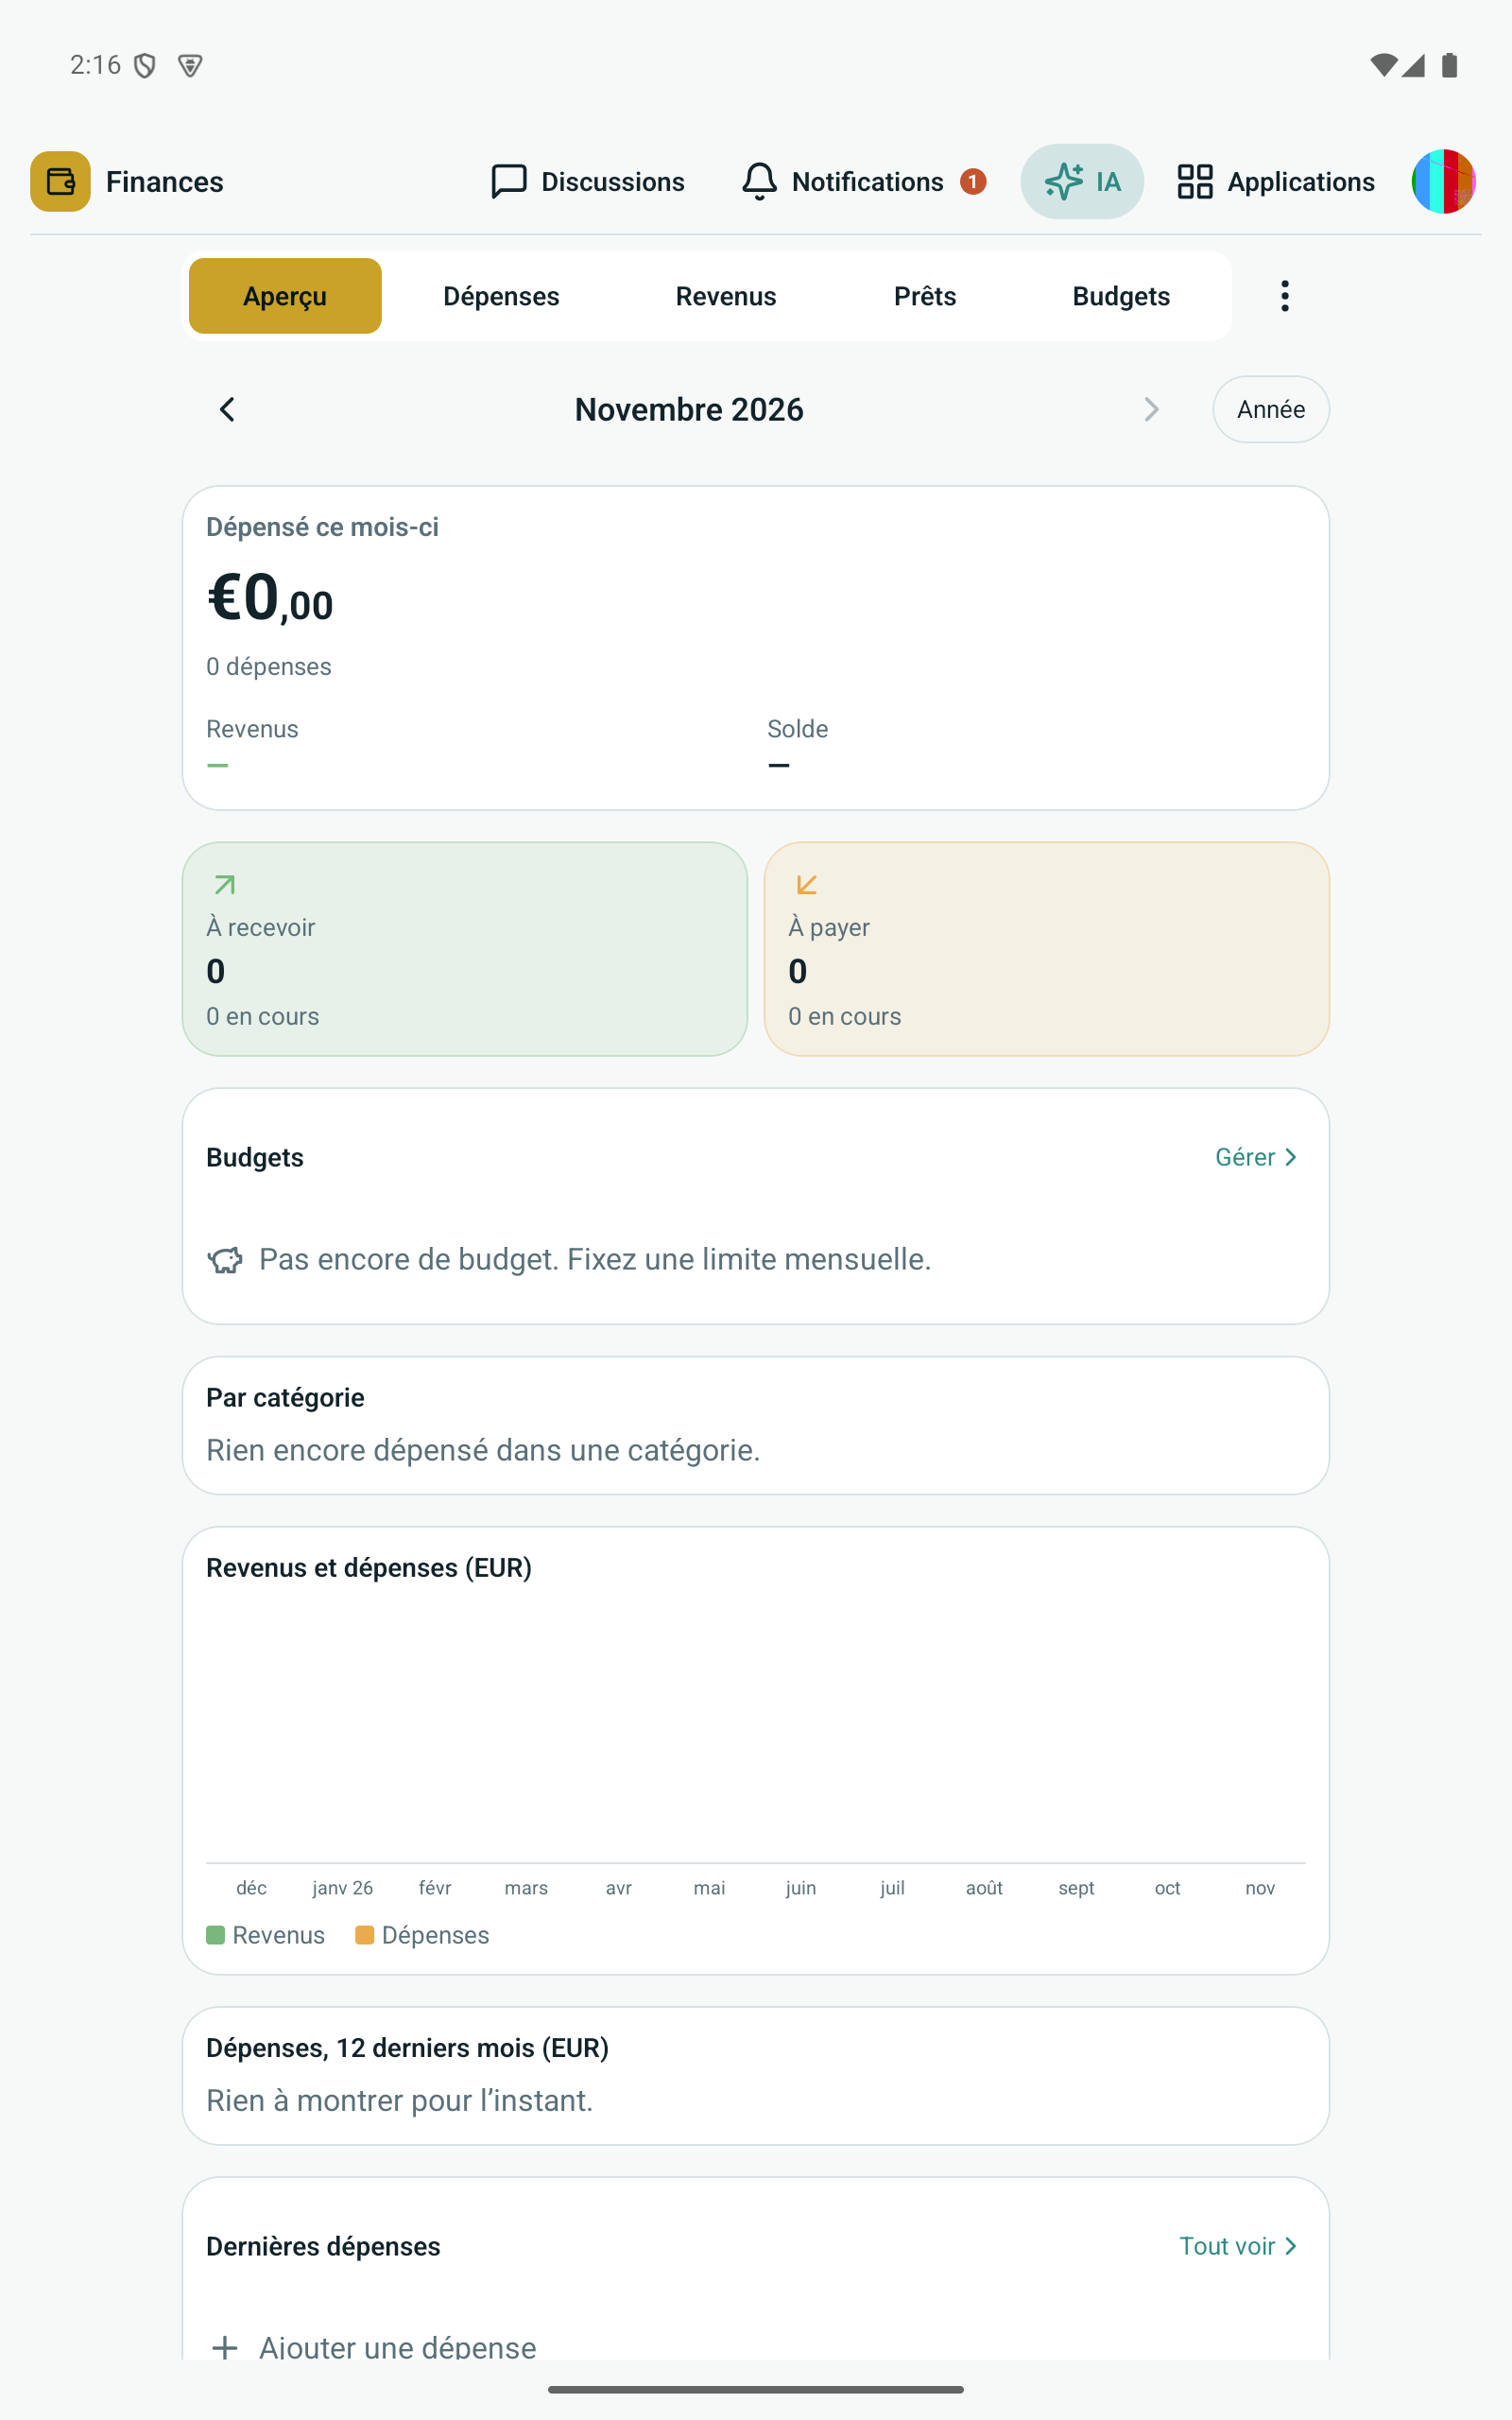 2:16
Finances
Discussions
Notifications 1
IA
Applications
Aperçu
Dépenses
Revenus
Prêts
Budgets
Novembre 2026
Année
Dépensé ce mois-ci
€0,00
0 dépenses
Revenus
—
Solde
—
À recevoir
0
0 en cours
À payer
0
0 en cours
Budgets
Gérer
Pas encore de budget. Fixez une limite mensuelle.
Par catégorie
Rien encore dépensé dans une catégorie.
Revenus et dépenses (EUR)
déc janv 26 févr mars avr mai juin juil août sept oct nov
Revenus Dépenses
Dépenses, 12 derniers mois (EUR)
Rien à montrer pour l’instant.
Dernières dépenses
Tout voir
Ajouter une dépense